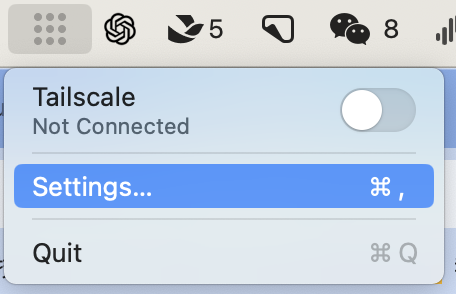 5
8
Tailscale
Not Connected
Settings...
⌘ ,
Quit
⌘ Q